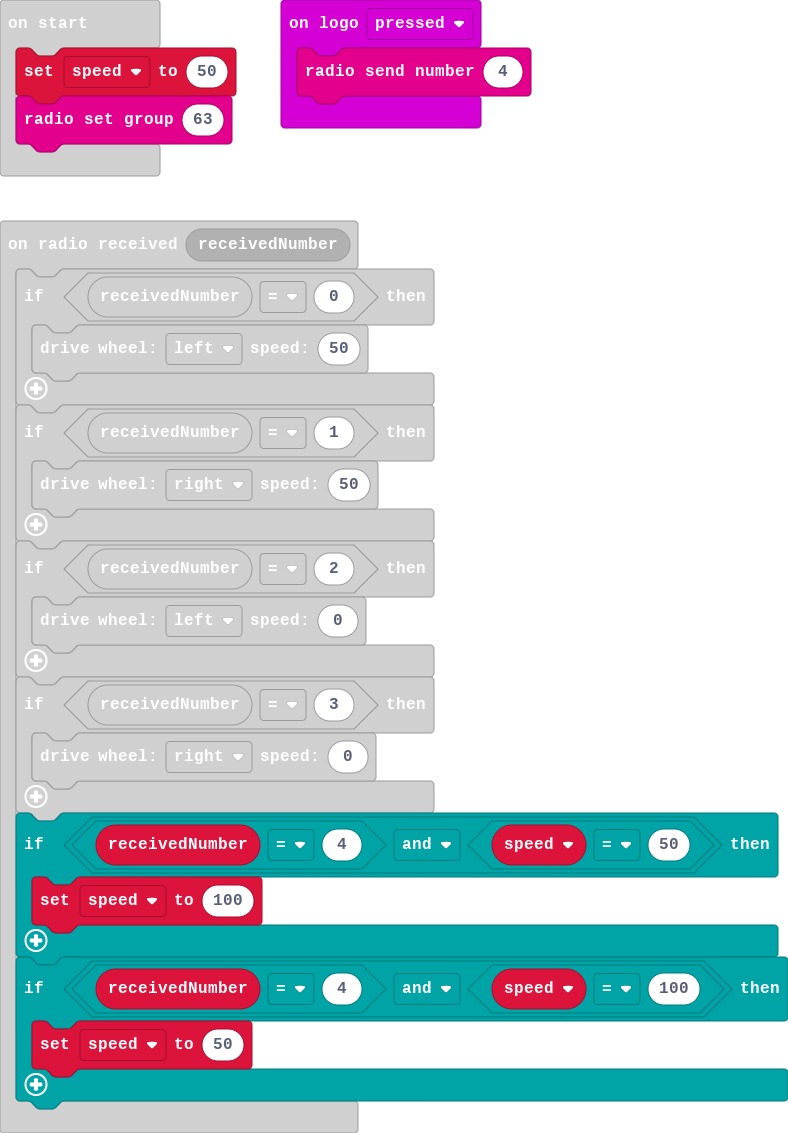 on start
set speed to 50
radio set group 63
on logo pressed
radio send number 4
on radio received receivedNumber
if receivedNumber = 0 then
drive wheel: left speed: 50
if receivedNumber = 1 then
drive wheel: right speed: 50
if receivedNumber = 2 then
drive wheel: left speed: 0
if receivedNumber = 3 then
drive wheel: right speed: 0
if receivedNumber = 4 and speed = 50 then
set speed to 100
if receivedNumber = 4 and speed = 100 then
set speed to 50